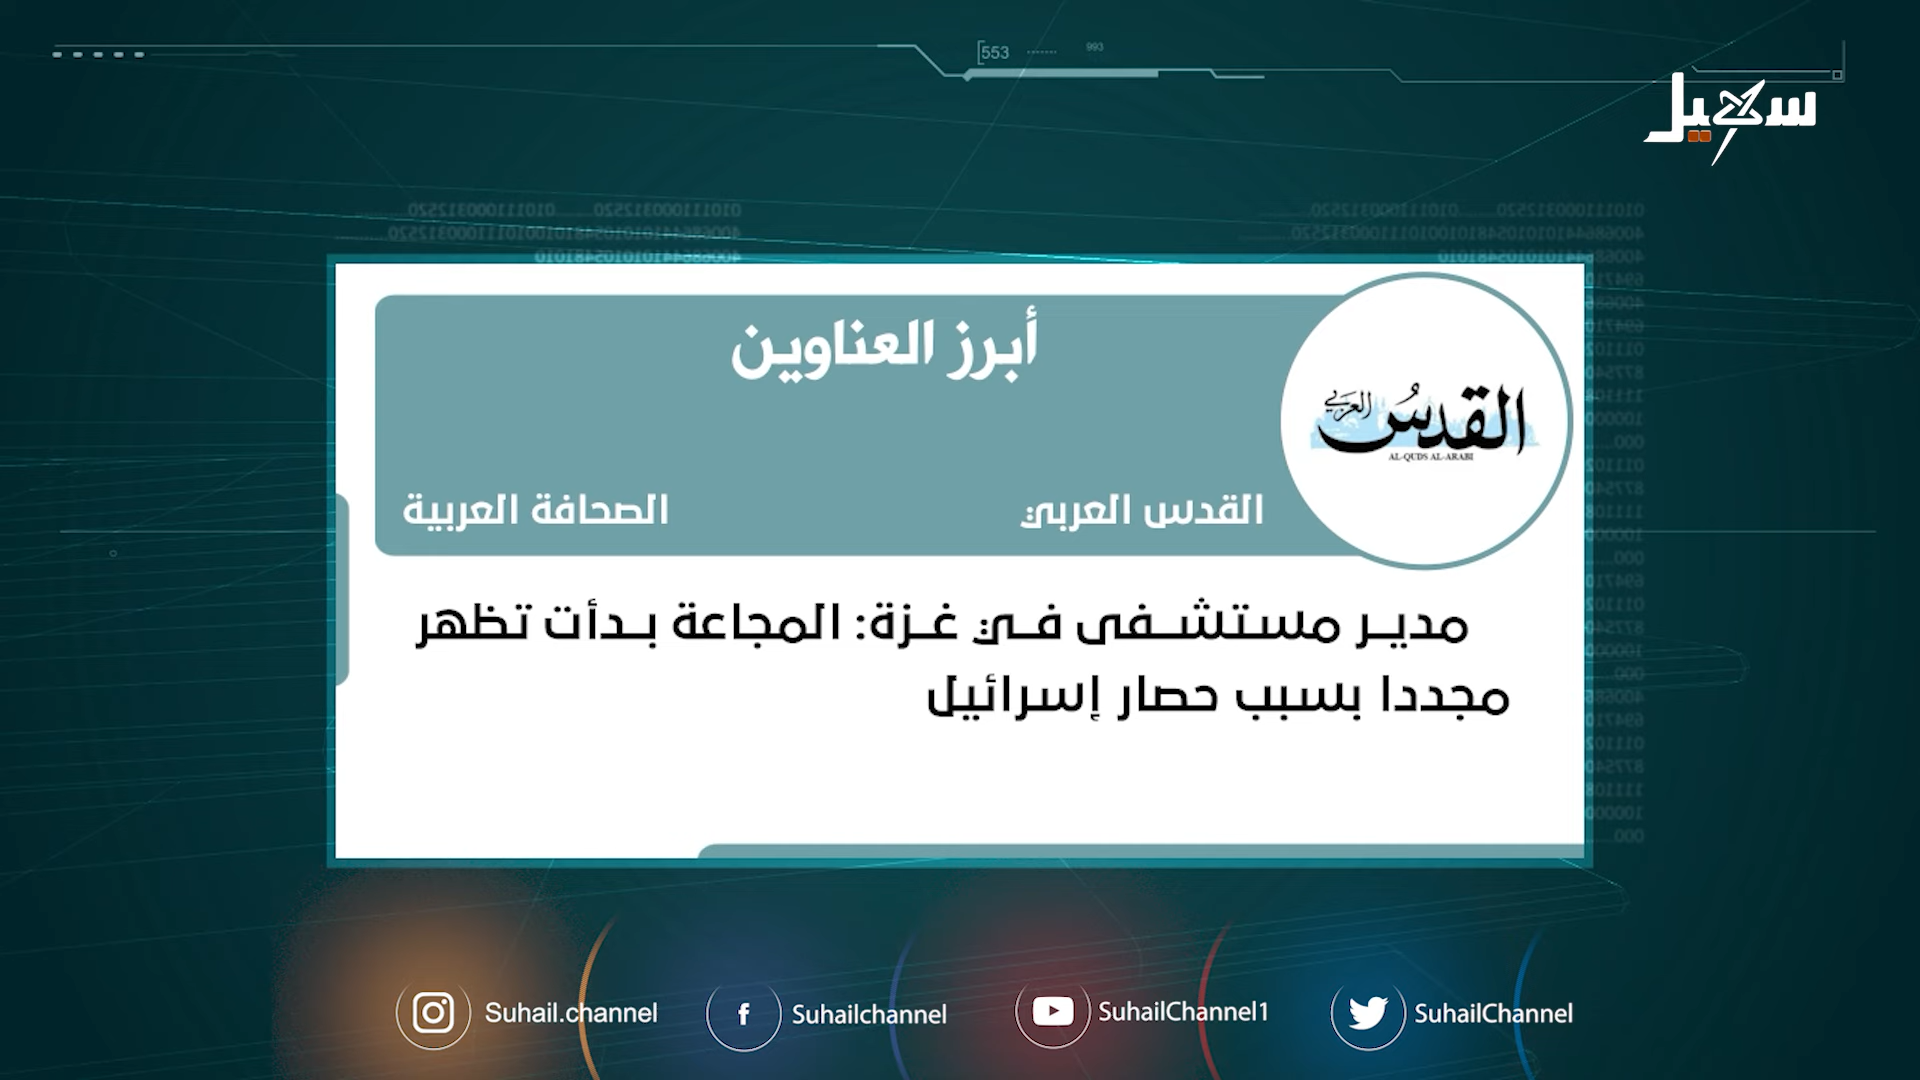 553
993
سهيل
أبرز العناوين
القدس العربي
AL-QUDS AL-ARABI
القدس العربي
الصحافة العربية
مدير مستشفى في غزة: المجاعة بدأت تظهر
مجددا بسبب حصار إسرائيل
Suhail.channel
Suhailchannel
SuhailChannel1
SuhailChannel